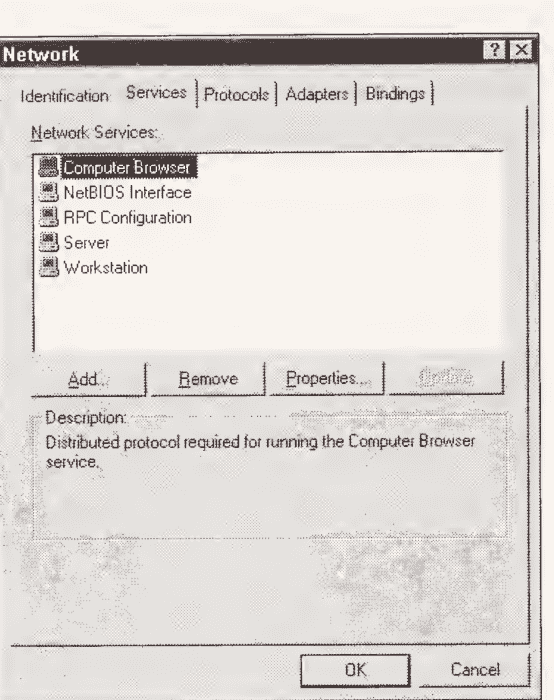 Network
Identification Services Protocols Adapters Bindings
Network Services:
Computer Browser
NetBIOS Interface
RPC Configuration
Server
Workstation
Add... Remove Properties... Update
Description:
Distributed protocol required for running the Computer Browser
service.
OK Cancel